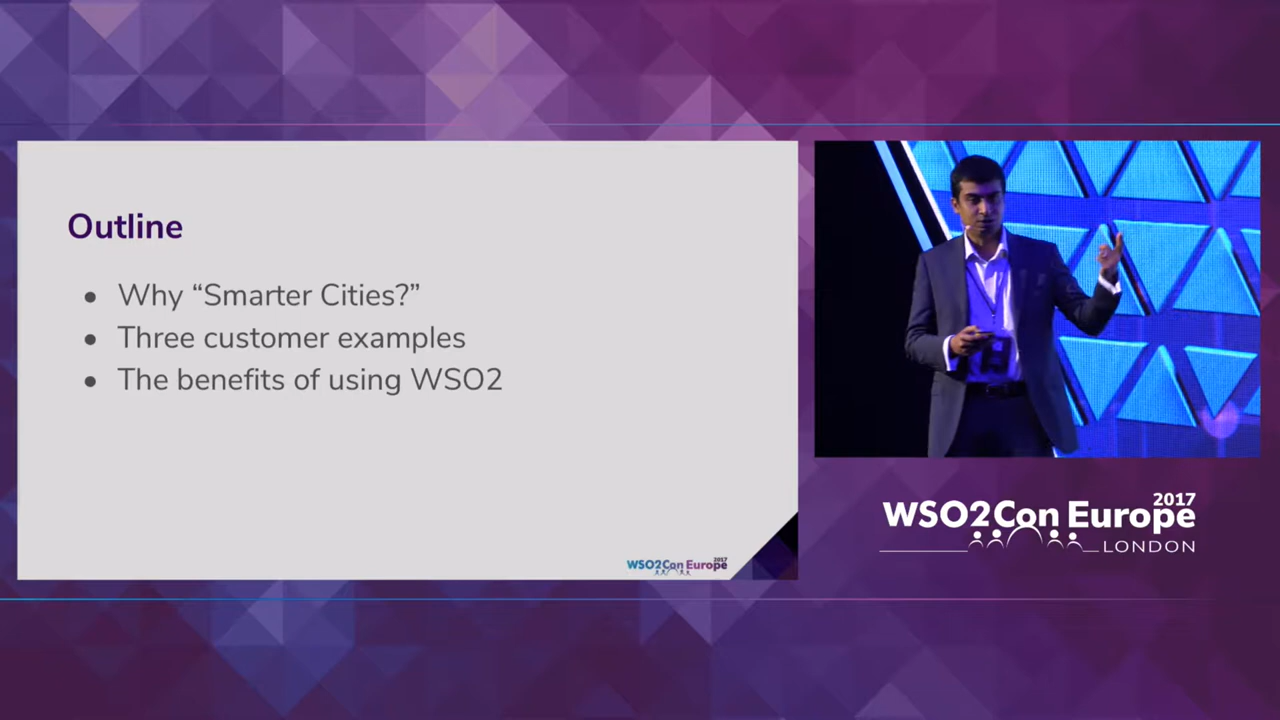 Outline
• Why “Smarter Cities?”
• Three customer examples
• The benefits of using WSO2
WSO2Con Europe 2017
2017
WSO2Con Europe
LONDON